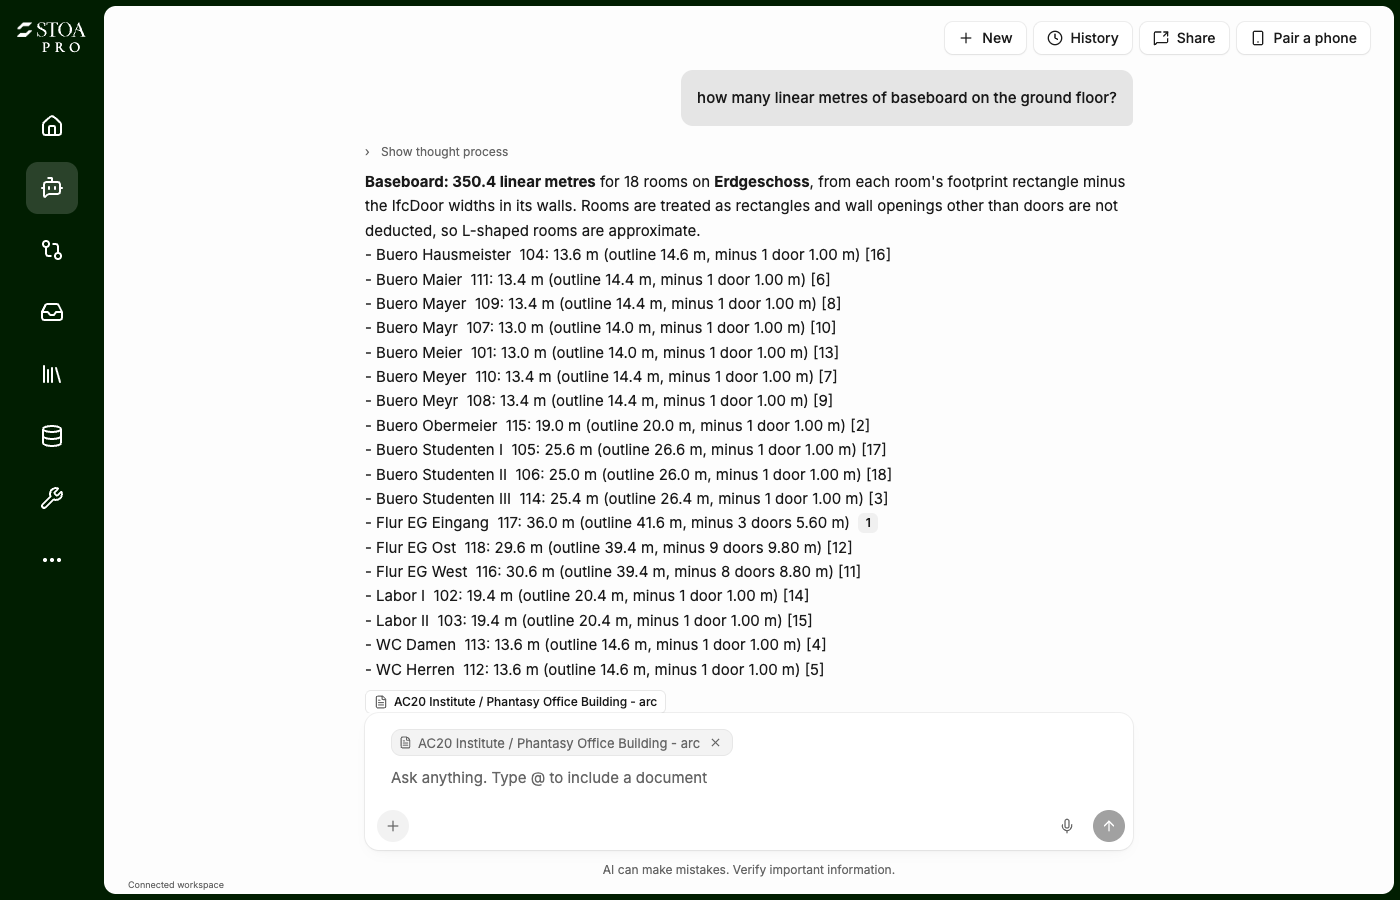 STOA
PRO
New
History
Share
Pair a phone
how many linear metres of baseboard on the ground floor?
Show thought process
Baseboard: 350.4 linear metres for 18 rooms on Erdgeschoss, from each room's footprint rectangle minus
the IfcDoor widths in its walls. Rooms are treated as rectangles and wall openings other than doors are not
deducted, so L-shaped rooms are approximate.
- Buero Hausmeister  104: 13.6 m (outline 14.6 m, minus 1 door 1.00 m) [16]
- Buero Maier  111: 13.4 m (outline 14.4 m, minus 1 door 1.00 m) [6]
- Buero Mayer  109: 13.4 m (outline 14.4 m, minus 1 door 1.00 m) [8]
- Buero Mayr  107: 13.0 m (outline 14.0 m, minus 1 door 1.00 m) [10]
- Buero Meier  101: 13.0 m (outline 14.0 m, minus 1 door 1.00 m) [13]
- Buero Meyer  110: 13.4 m (outline 14.4 m, minus 1 door 1.00 m) [7]
- Buero Meyr  108: 13.4 m (outline 14.4 m, minus 1 door 1.00 m) [9]
- Buero Obermeier  115: 19.0 m (outline 20.0 m, minus 1 door 1.00 m) [2]
- Buero Studenten I  105: 25.6 m (outline 26.6 m, minus 1 door 1.00 m) [17]
- Buero Studenten II  106: 25.0 m (outline 26.0 m, minus 1 door 1.00 m) [18]
- Buero Studenten III  114: 25.4 m (outline 26.4 m, minus 1 door 1.00 m) [3]
- Flur EG Eingang  117: 36.0 m (outline 41.6 m, minus 3 doors 5.60 m) 1
- Flur EG Ost  118: 29.6 m (outline 39.4 m, minus 9 doors 9.80 m) [12]
- Flur EG West  116: 30.6 m (outline 39.4 m, minus 8 doors 8.80 m) [11]
- Labor I  102: 19.4 m (outline 20.4 m, minus 1 door 1.00 m) [14]
- Labor II  103: 19.4 m (outline 20.4 m, minus 1 door 1.00 m) [15]
- WC Damen  113: 13.6 m (outline 14.6 m, minus 1 door 1.00 m) [4]
- WC Herren  112: 13.6 m (outline 14.6 m, minus 1 door 1.00 m) [5]
AC20 Institute / Phantasy Office Building - arc
AC20 Institute / Phantasy Office Building - arc
Ask anything. Type @ to include a document
AI can make mistakes. Verify important information.
Connected workspace